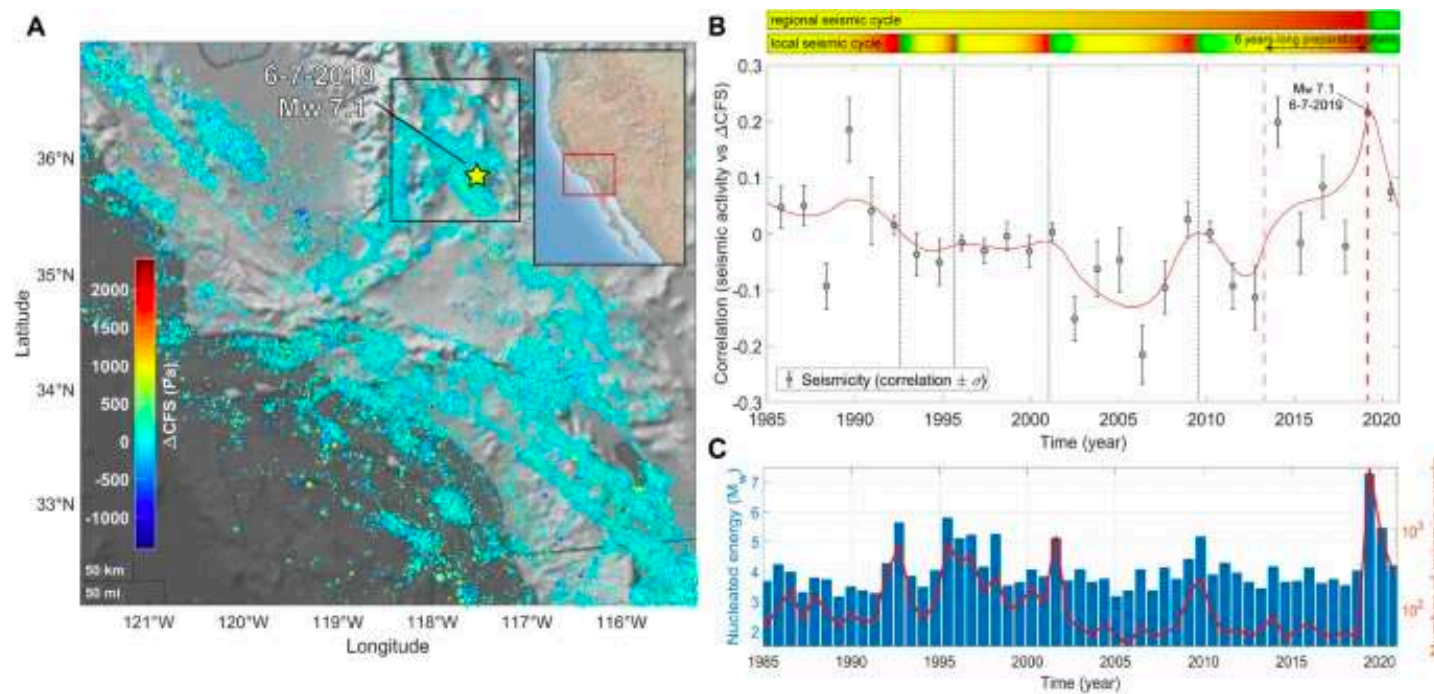 A
6-7-2019
Mw 7.1
36°N
35°N
34°N
33°N
Latitude
2000
1500
1000
500
0
-500
-1000
ΔCFS (Pa)
50 km
50 mi
121°W 120°W 119°W 118°W 117°W 116°W
Longitude
B
regional seismic cycle
local seismic cycle
6 years-long preparation
Mw 7.1
6-7-2019
0.3
0.2
0.1
0
-0.1
-0.2
-0.3
Correlation (seismic activity vs ΔCFS)
Seismicity (correlation ± σ)
1985 1990 1995 2000 2005 2010 2015 2020
Time (year)
C
7
6
5
4
3
2
Nucleated energy (Mw)
10³
10²
1985 1990 1995 2000 2005 2010 2015 2020
Time (year)